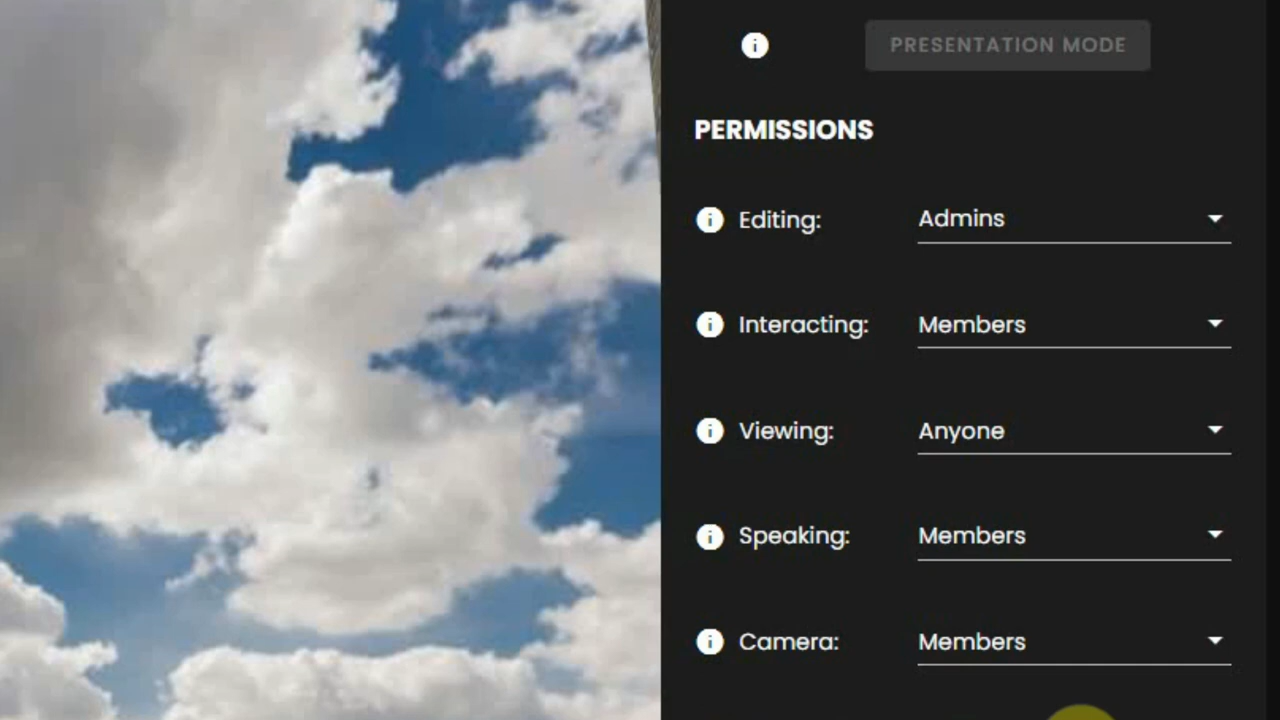 PRESENTATION MODE
PERMISSIONS
Editing: Admins
Interacting: Members
Viewing: Anyone
Speaking: Members
Camera: Members